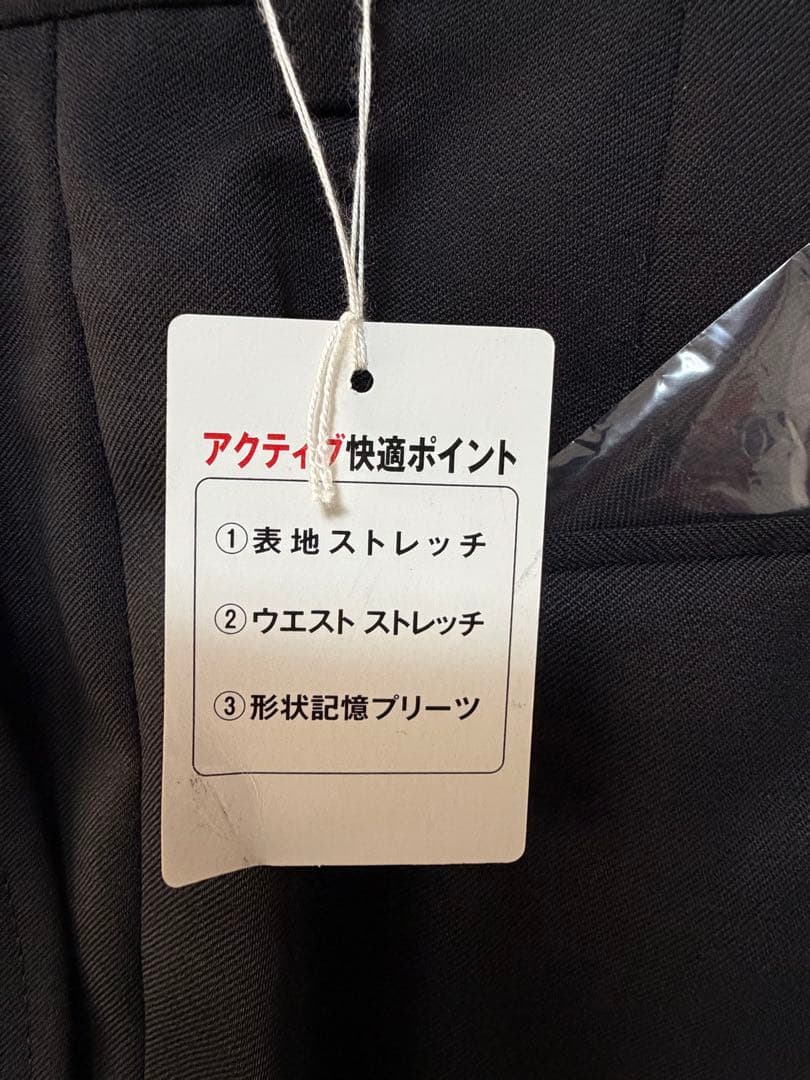 アクティブ快適ポイント
①表地ストレッチ
②ウエスト ストレッチ
③形状記憶プリーツ